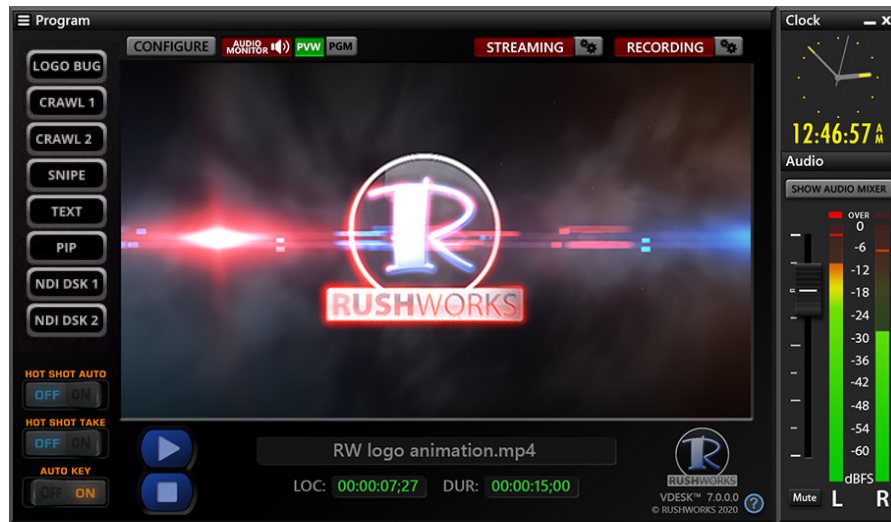 Program
CONFIGURE
AUDIO
MONITOR
PVW
PGM
STREAMING
RECORDING
LOGO BUG
CRAWL 1
CRAWL 2
SNIPE
TEXT
PIP
NDI DSK 1
NDI DSK 2
HOT SHOT AUTO
OFF ON
HOT SHOT TAKE
OFF ON
AUTO KEY
OFF ON
R
RUSHWORKS
RW logo animation.mp4
LOC: 00:00:07;27 DUR: 00:00:15;00
R
RUSHWORKS
VDESK™ 7.0.0.0
© RUSHWORKS 2020
?
Clock
12:46:57 AM
Audio
SHOW AUDIO MIXER
OVER
0
-6
-12
-18
-24
-30
-36
-42
-48
-54
-60
dBFS
Mute L R